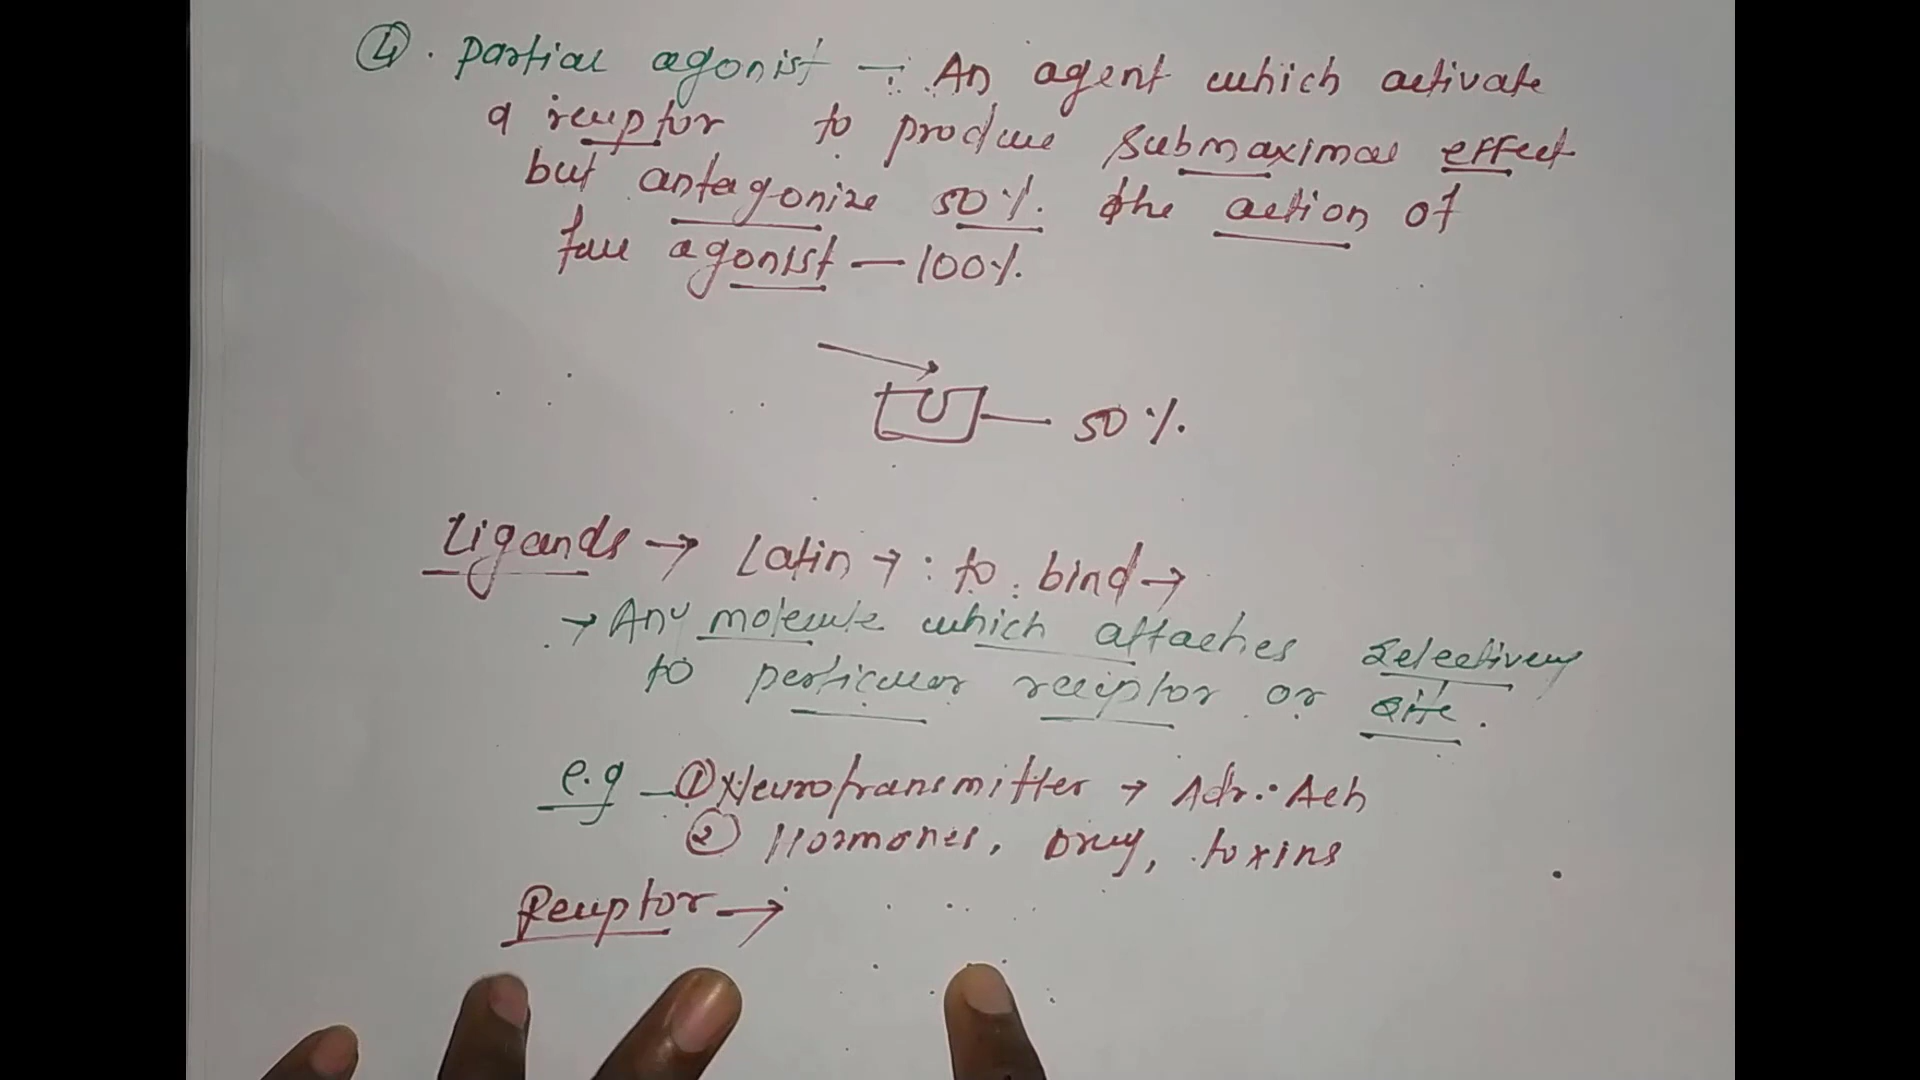 4. Partial agonist - An agent which activate
a receptor to produce submaximal effect
but antagonize 50%. the action of
full agonist — 100%.
50%.
Ligands → Latin → : to bind →
→ Any molecule which attaches selectively
to perticular receptor or site.
e.g - ① Neurotransmitter → Adr. Ach
② Hormones, Drug, toxins
Receptor →